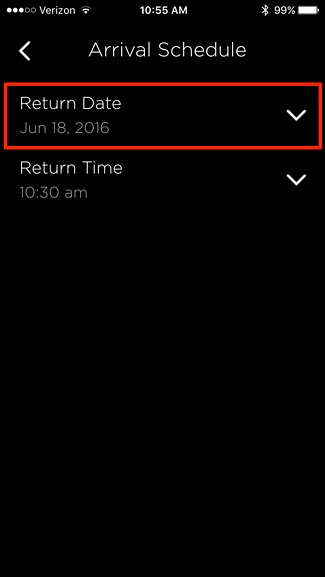 Verizon 10:55 AM 99%
Arrival Schedule
Return Date
Jun 18, 2016
Return Time
10:30 am